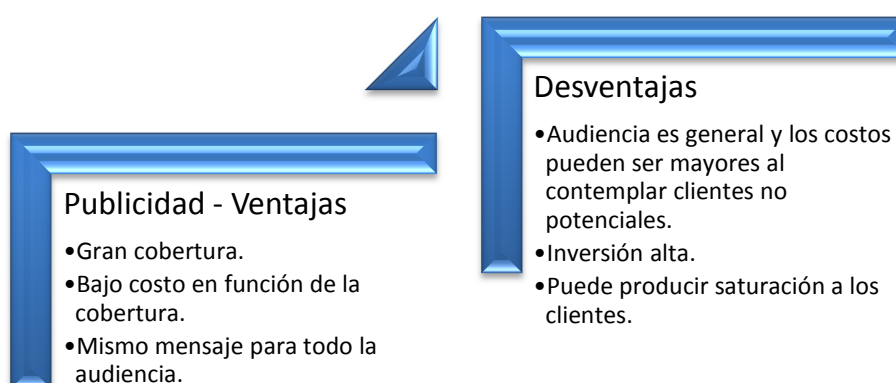 Publicidad - Ventajas
•Gran cobertura.
•Bajo costo en función de la
cobertura.
•Mismo mensaje para todo la
audiencia.
Desventajas
•Audiencia es general y los costos
pueden ser mayores al
contemplar clientes no
potenciales.
•Inversión alta.
•Puede producir saturación a los
clientes.